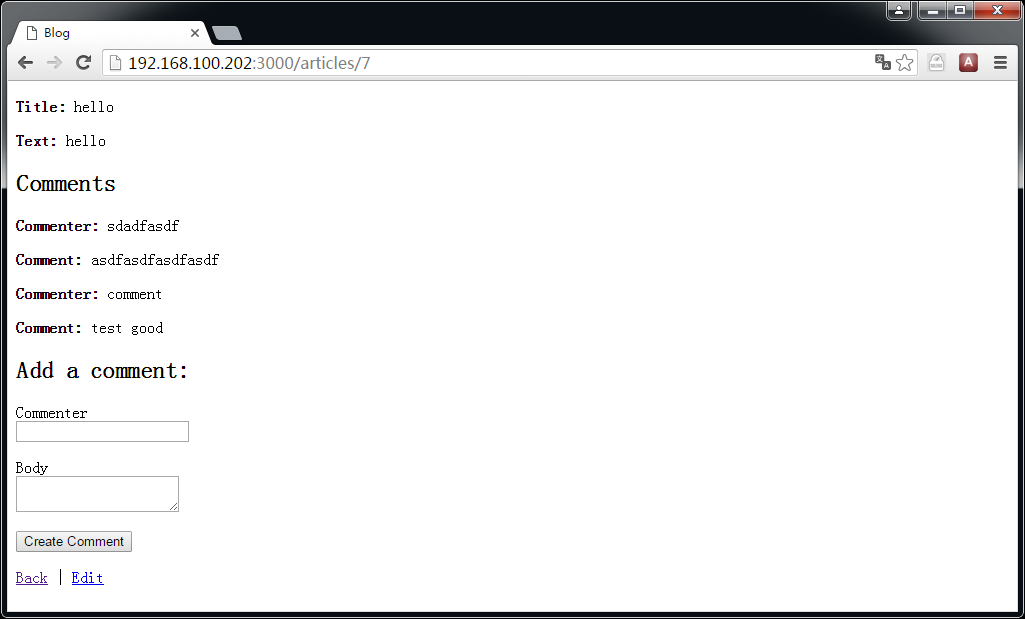 Blog
192.168.100.202:3000/articles/7
A
Title: hello
Text: hello
Comments
Commenter: sdadfasdf
Comment: asdfasdfasdfasdf
Commenter: comment
Comment: test good
Add a comment:
Commenter
Body
Create Comment
Back | Edit